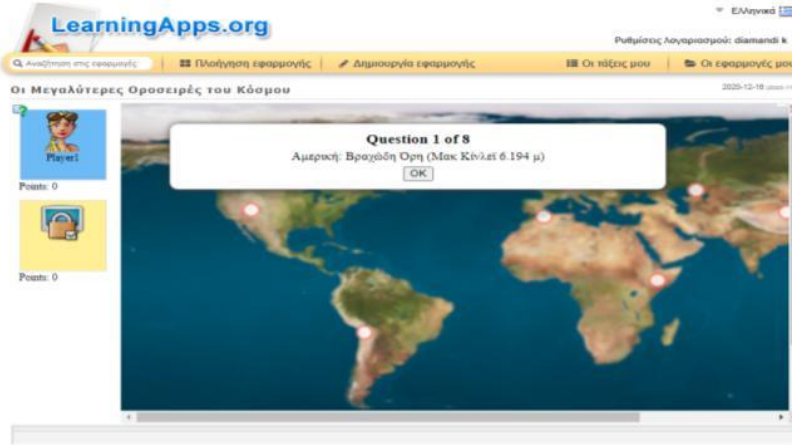 Ελληνικά
LearningApps.org
Ρυθμίσεις λογαριασμού: diamandi k
Αναζήτηση στις εφαρμογές
Πλοήγηση εφαρμογής
Δημιουργία εφαρμογής
Οι τάξεις μου
Οι εφαρμογές μου
Οι Μεγαλύτερες Οροσειρές του Κόσμου
2020-12-16
Question 1 of 8
Αμερική: Βραχώδη Όρη (Μακ Κίνλεϊ 6.194 μ)
OK
Player1
Points: 0
Points: 0